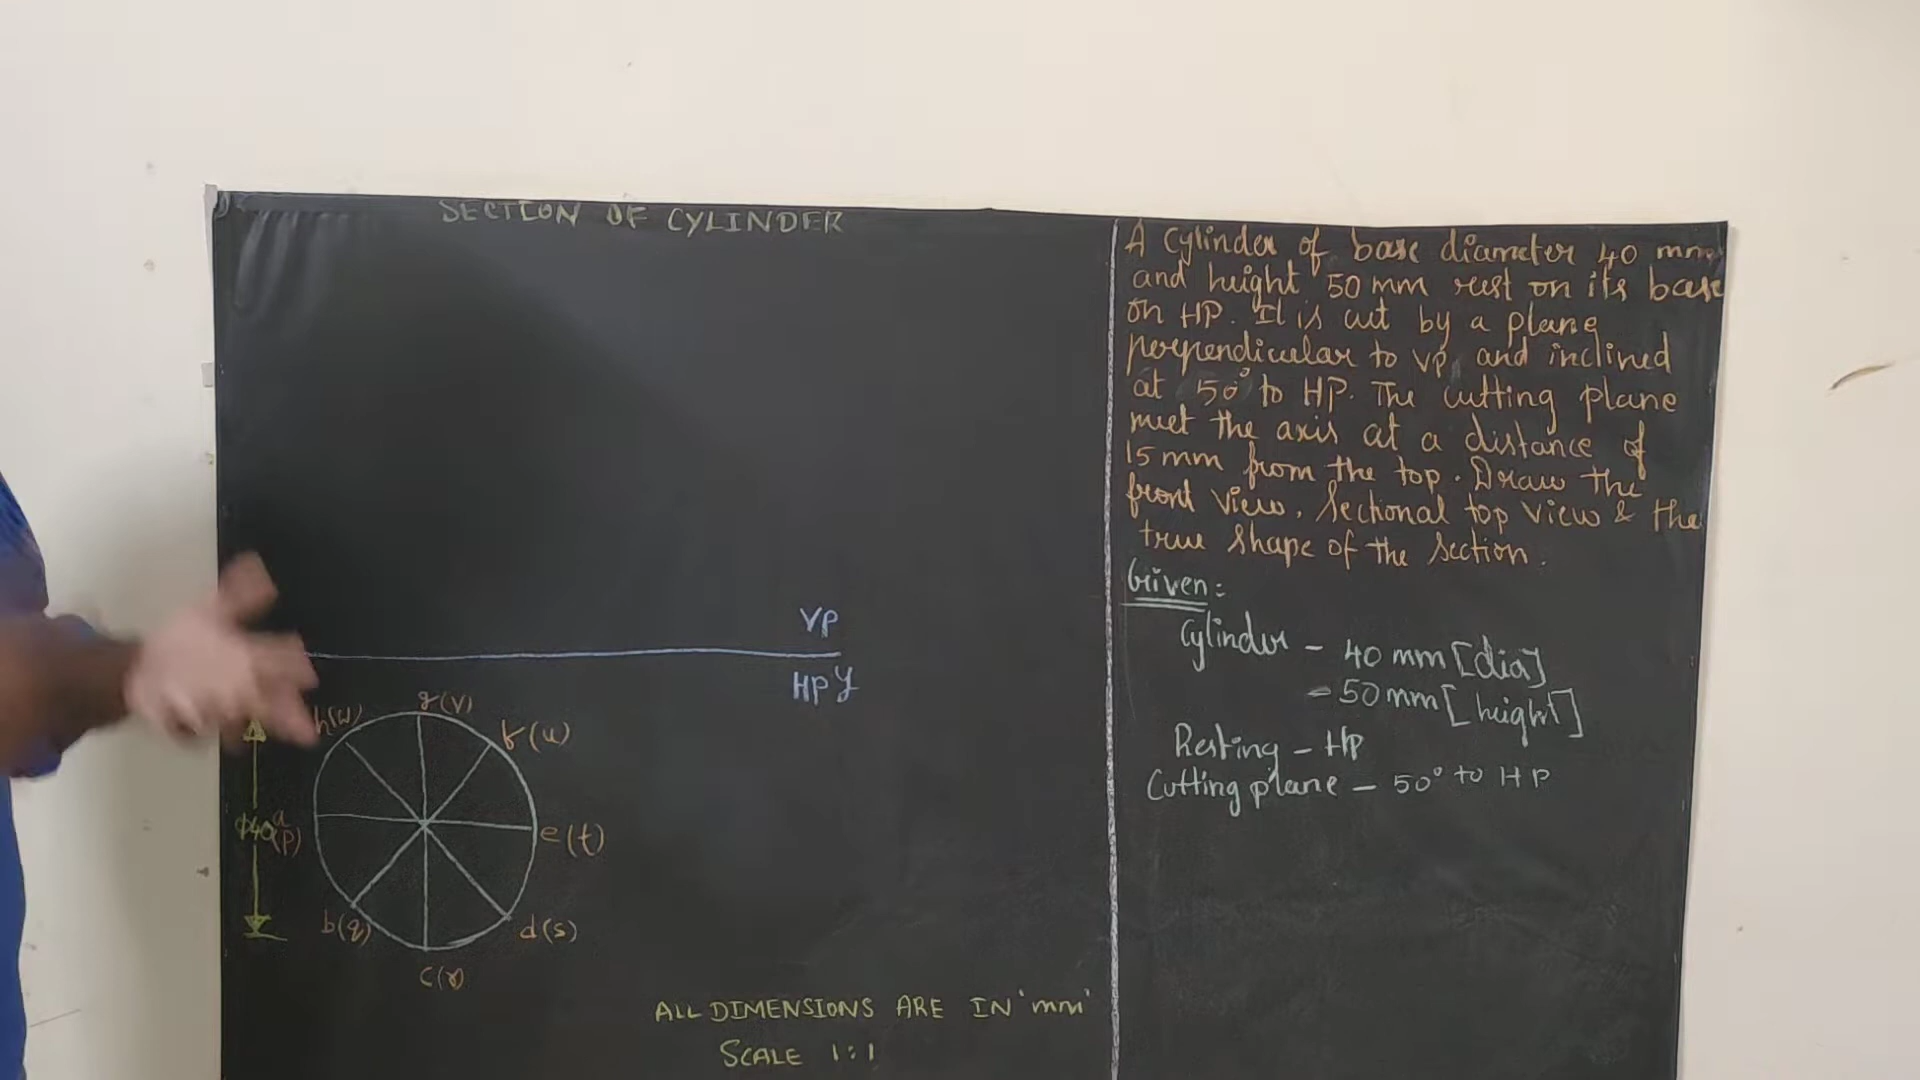 SECTION OF CYLINDER
A Cylinder of base diameter 40 mm
and height 50 mm rest on its base
on HP. It is cut by a plane
perpendicular to VP and inclined
at 50° to HP. The cutting plane
meet the axis at a distance of
15 mm from the top. Draw the
front view, Sectional top view & the
true shape of the section.
Given:
Cylinder - 40 mm [dia]
- 50 mm [height]
Resting - HP
Cutting plane - 50° to HP
VP
HP y
g(v)
h(w)
f(u)
φ40
a
(p)
e(t)
b(q)
d(s)
c(r)
ALL DIMENSIONS ARE IN 'mm'
SCALE 1:1